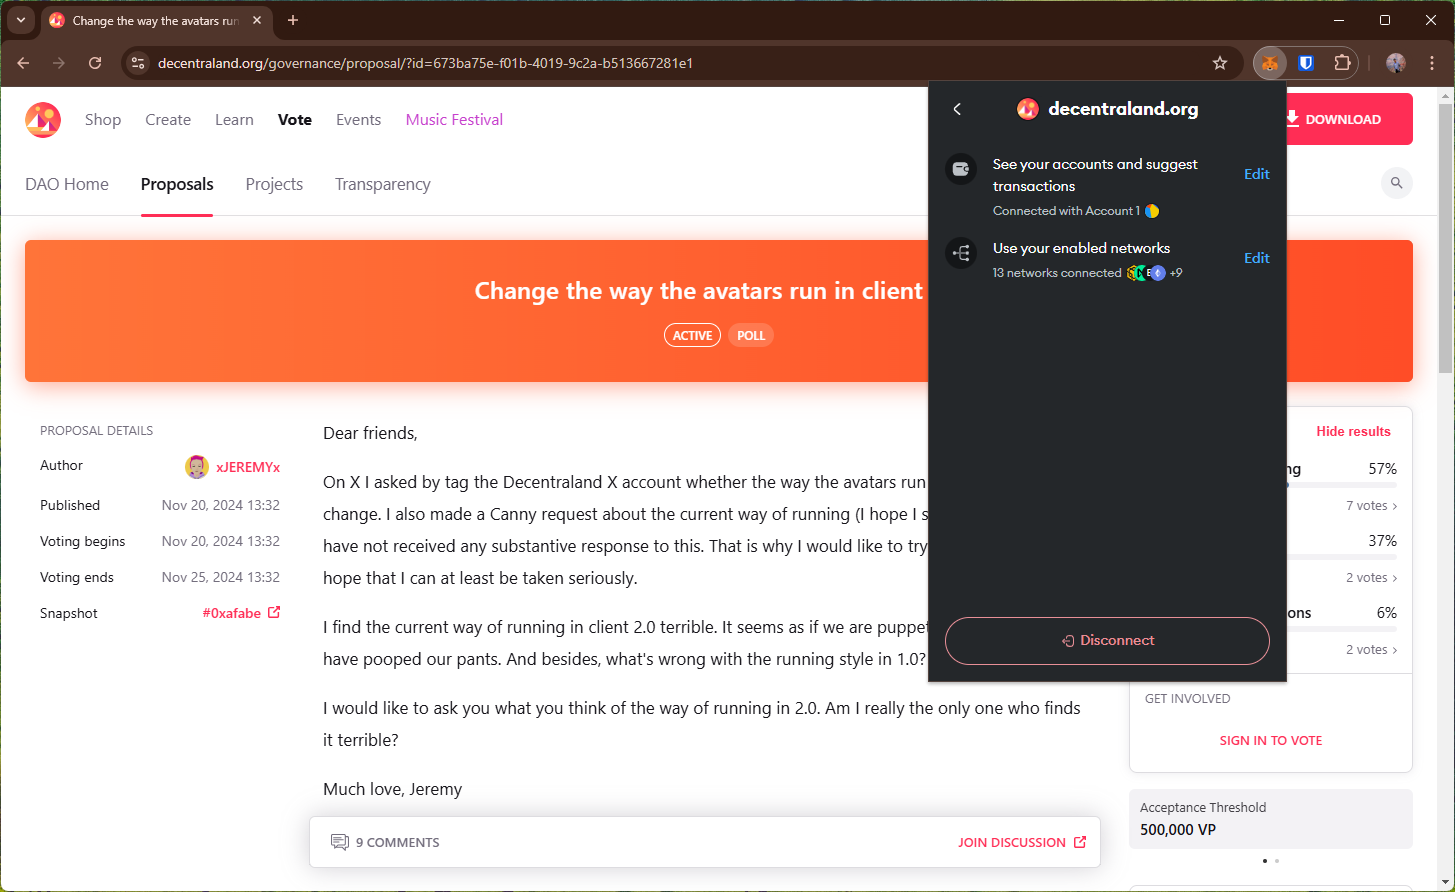 Change the way the avatars run
decentraland.org/governance/proposal/?id=673ba75e-f01b-4019-9c2a-b513667281e1
Shop
Create
Learn
Vote
Events
Music Festival
DOWNLOAD
DAO Home
Proposals
Projects
Transparency
Change the way the avatars run in client
ACTIVE
POLL
decentraland.org
See your accounts and suggest
transactions
Edit
Connected with Account 1
Use your enabled networks
Edit
13 networks connected
+9
Disconnect
PROPOSAL DETAILS
Author
xJEREMYx
Published
Nov 20, 2024 13:32
Voting begins
Nov 20, 2024 13:32
Voting ends
Nov 25, 2024 13:32
Snapshot
#0xafabe
Dear friends,
On X I asked by tag the Decentraland X account whether the way the avatars run
change. I also made a Canny request about the current way of running (I hope I s
have not received any substantive response to this. That is why I would like to try
hope that I can at least be taken seriously.
I find the current way of running in client 2.0 terrible. It seems as if we are puppe
have pooped our pants. And besides, what's wrong with the running style in 1.0?
I would like to ask you what you think of the way of running in 2.0. Am I really the only one who finds
it terrible?
Much love, Jeremy
9 COMMENTS
JOIN DISCUSSION
Hide results
ng
57%
7 votes
37%
2 votes
ons
6%
2 votes
GET INVOLVED
SIGN IN TO VOTE
Acceptance Threshold
500,000 VP